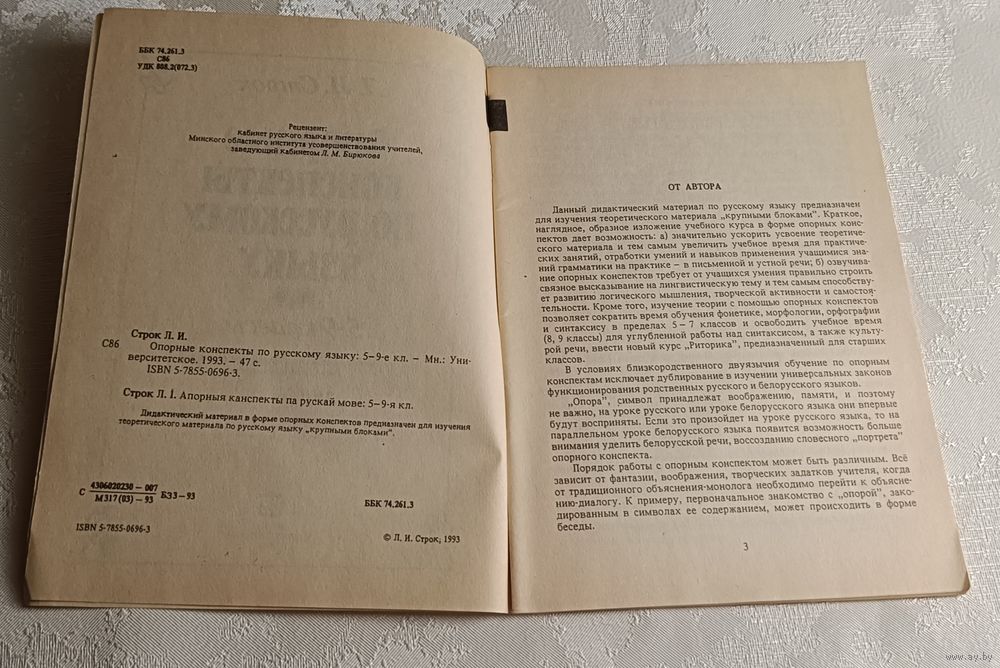 ББК 74.261.3
С86
УДК 808.2(072.3)
Рецензент:
кабинет русского языка и литературы
Минского областного института усовершенствования учителей,
заведующий кабинетом Л. М. Бирюкова
Строк Л. И.
С86 Опорные конспекты по русскому языку: 5–9-е кл. – Мн.: Уни-
верситетское. 1993. – 47 с.
ISBN 5-7855-0696-3.
Строк Л. I. Апорныя канспекты па рускай мове: 5–9-я кл.
Дидактический материал в форме опорных конспектов предназначен для изучения
теоретического материала по русскому языку „крупными блоками".
С 4306020230 – 007
М 317 (03) – 93 БЗ 3–93
ББК 74.261.3
ISBN 5-7855-0696-3
© Л. И. Строк, 1993
ОТ АВТОРА
Данный дидактический материал по русскому языку предназначен
для изучения теоретического материала „крупными блоками". Краткое,
наглядное, образное изложение учебного курса в форме опорных конс-
пектов дает возможность: а) значительно ускорить усвоение теоретиче-
ского материала и тем самым увеличить учебное время для практиче-
ских занятий, отработки умений и навыков применения учащимися зна-
ний грамматики на практике – в письменной и устной речи; б) озвучива-
ние опорных конспектов требует от учащихся умения правильно строить
связное высказывание на лингвистическую тему и тем самым способству-
ет развитию логического мышления, творческой активности и самостоя-
тельности. Кроме того, изучение теории с помощью опорных конспектов
позволяет сократить время обучения фонетике, морфологии, орфографии
и синтаксису в пределах 5 – 7 классов и освободить учебное время
(8, 9 классы) для углубленной работы над синтаксисом, а также культу-
рой речи, ввести новый курс „Риторика", предназначенный для старших
классов.
В условиях близкородственного двуязычия обучение по опорным
конспектам исключает дублирование в изучении универсальных законов
функционирования родственных русского и белорусского языков.
„Опора", символ принадлежат воображению, памяти, и поэтому
не важно, на уроке русского или уроке белорусского языка они впервые
будут восприняты. Если это произойдет на уроке русского языка, то на
параллельном уроке белорусского языка появится возможность больше
внимания уделить белорусской речи, воссозданию словесного „портрета"
опорного конспекта.
Порядок работы с опорным конспектом может быть различным. Всё
зависит от фантазии, воображения, творческих задатков учителя, когда
от традиционного объяснения-монолога необходимо перейти к объясне-
нию-диалогу. К примеру, первоначальное знакомство с „опорой", зако-
дированным в символах ее содержанием, может происходить в форме
беседы.
3
www.ay.by